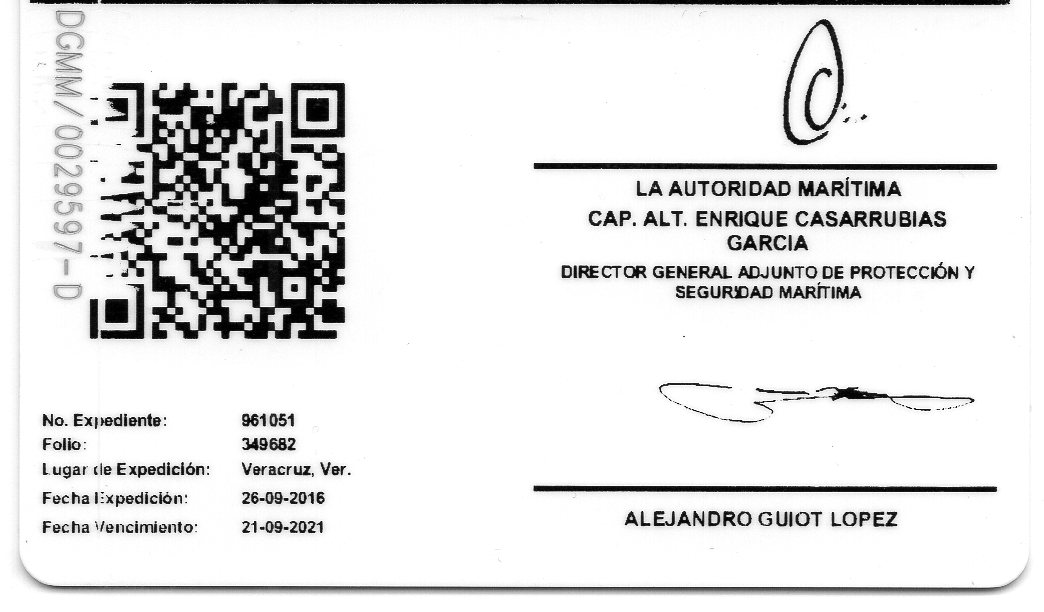 DGMM/0029597-D
LA AUTORIDAD MARÍTIMA
CAP. ALT. ENRIQUE CASARRUBIAS
GARCIA
DIRECTOR GENERAL ADJUNTO DE PROTECCIÓN Y
SEGURIDAD MARÍTIMA
No. Expediente: 961051
Folio: 349682
Lugar de Expedición: Veracruz, Ver.
Fecha Expedición: 26-09-2016
Fecha Vencimiento: 21-09-2021
ALEJANDRO GUIOT LOPEZ